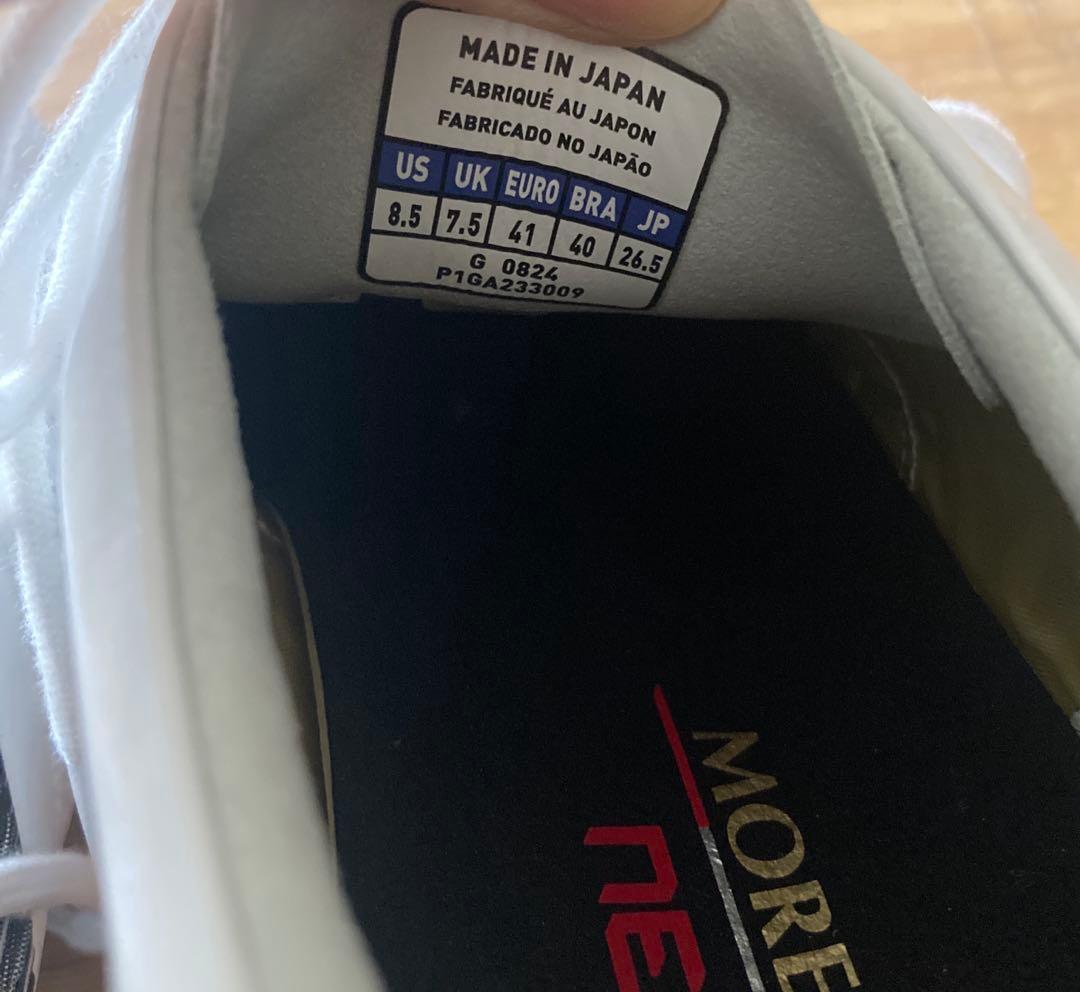 MADE IN JAPAN
FABRIQUÉ AU JAPON
FABRICADO NO JAPÃO
US UK EURO BRA JP
8.5 7.5 41 40 26.5
G 0824
P1GA233009
MORE